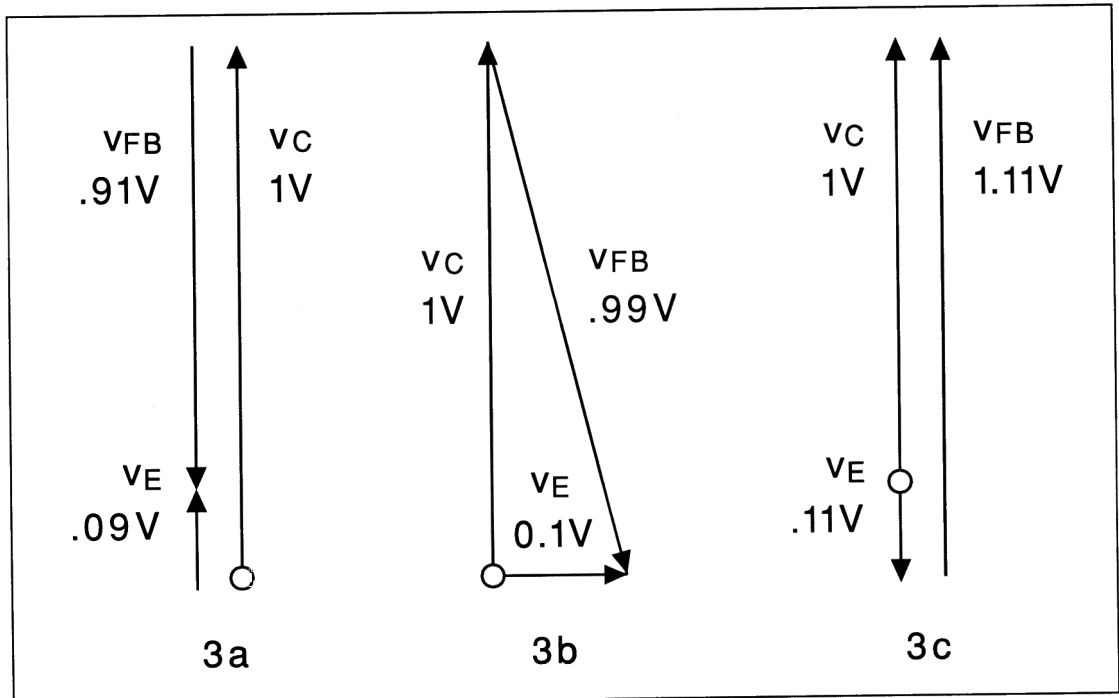 vFB
.91V
vC
1V
vE
.09V
3a
vC
1V
vFB
.99V
vE
0.1V
3b
vC
1V
vFB
1.11V
vE
.11V
3c